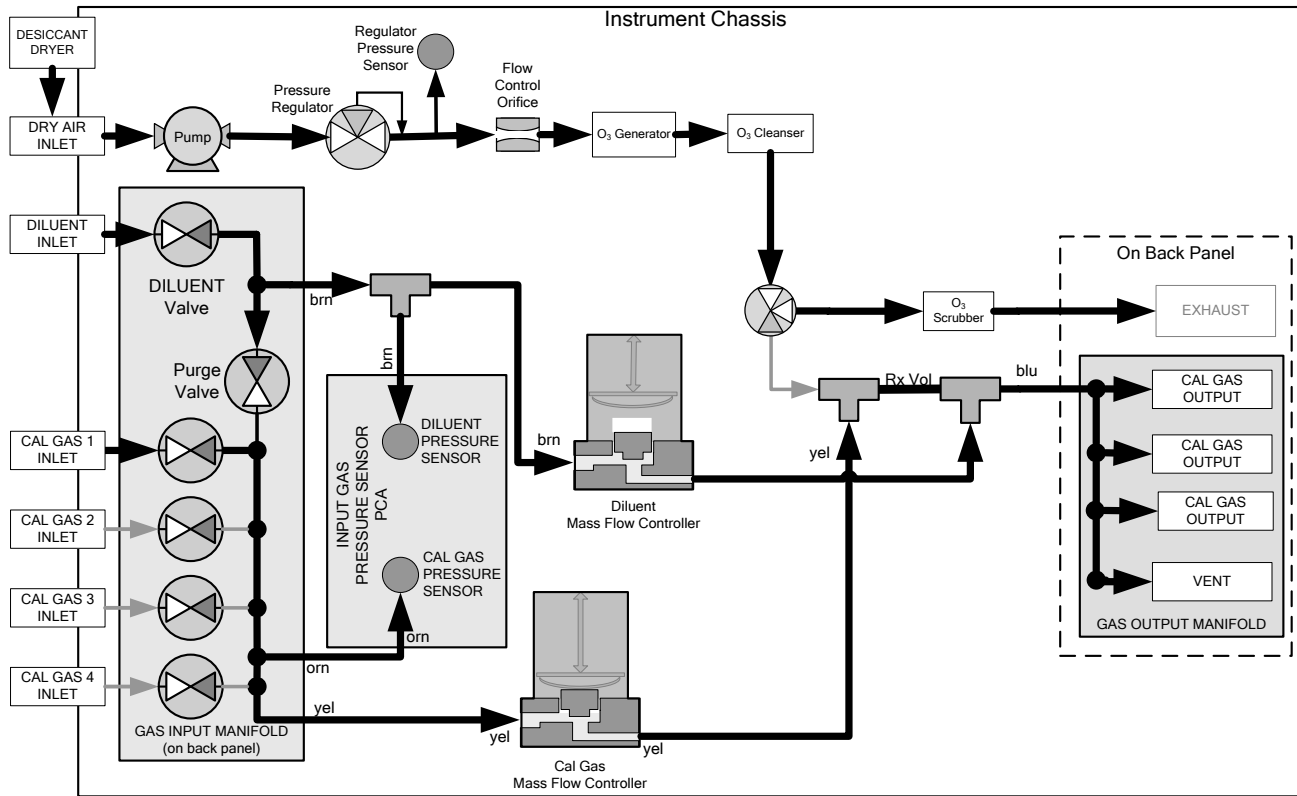 Instrument Chassis
DESICCANT
DRYER
Regulator
Pressure
Sensor
Flow
Control
Orifice
Pressure
Regulator
DRY AIR
INLET
Pump
O₃ Generator
O₃ Cleanser
DILUENT
INLET
DILUENT
Valve
brn
brn
On Back Panel
O₃
Scrubber
EXHAUST
Purge
Valve
Rx Vol
blu
CAL GAS
OUTPUT
INPUT GAS
PRESSURE SENSOR
PCA
DILUENT
PRESSURE
SENSOR
CAL GAS 1
INLET
brn
yel
CAL GAS
OUTPUT
CAL GAS
OUTPUT
Diluent
Mass Flow Controller
CAL GAS 2
INLET
CAL GAS
PRESSURE
SENSOR
VENT
GAS OUTPUT MANIFOLD
CAL GAS 3
INLET
orn
orn
CAL GAS 4
INLET
yel
yel
yel
GAS INPUT MANIFOLD
(on back panel)
Cal Gas
Mass Flow Controller